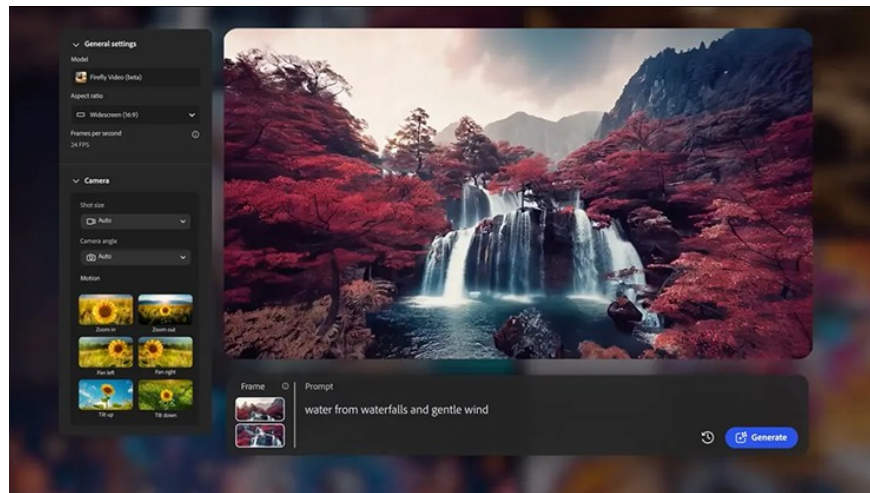 General settings
Model
Firefly Video (beta)
Aspect ratio
Widescreen (16:9)
Frames per second
24 FPS
Camera
Shot size
Auto
Camera angle
Auto
Motion
Zoom in
Zoom out
Pan left
Pan right
Tilt up
Tilt down
Frame
Prompt
water from waterfalls and gentle wind
Generate